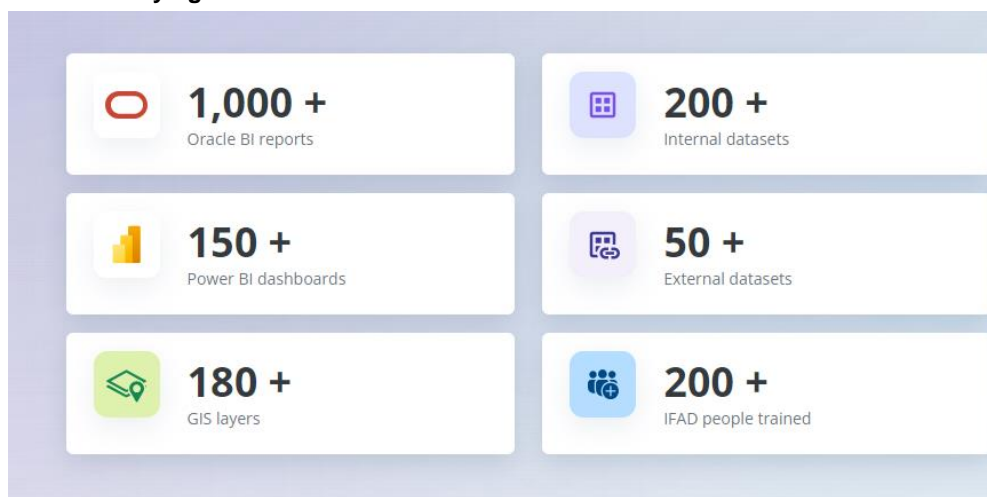 1,000 +
Oracle BI reports
200 +
Internal datasets
150 +
Power BI dashboards
50 +
External datasets
180 +
GIS layers
200 +
IFAD people trained